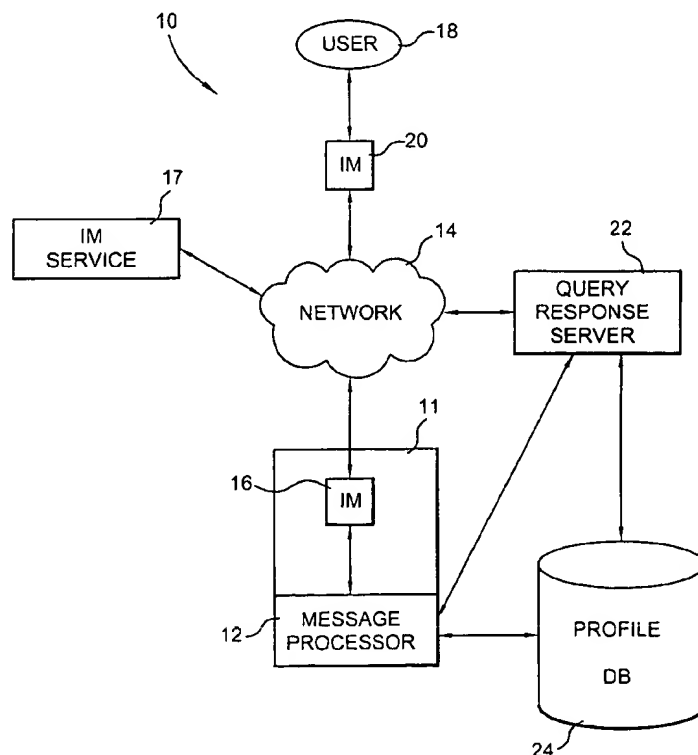 10
USER
18
IM
20
17
IM
SERVICE
14
NETWORK
22
QUERY
RESPONSE
SERVER
11
16
IM
12
MESSAGE
PROCESSOR
PROFILE
DB
24